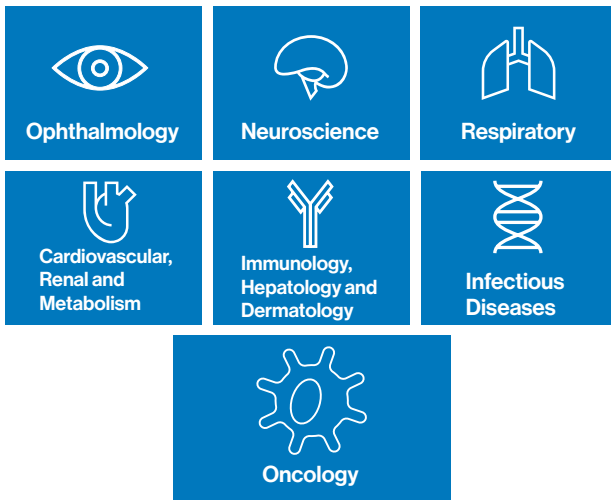 Ophthalmology
Neuroscience
Respiratory
Cardiovascular,
Renal and
Metabolism
Immunology,
Hepatology and
Dermatology
Infectious
Diseases
Oncology